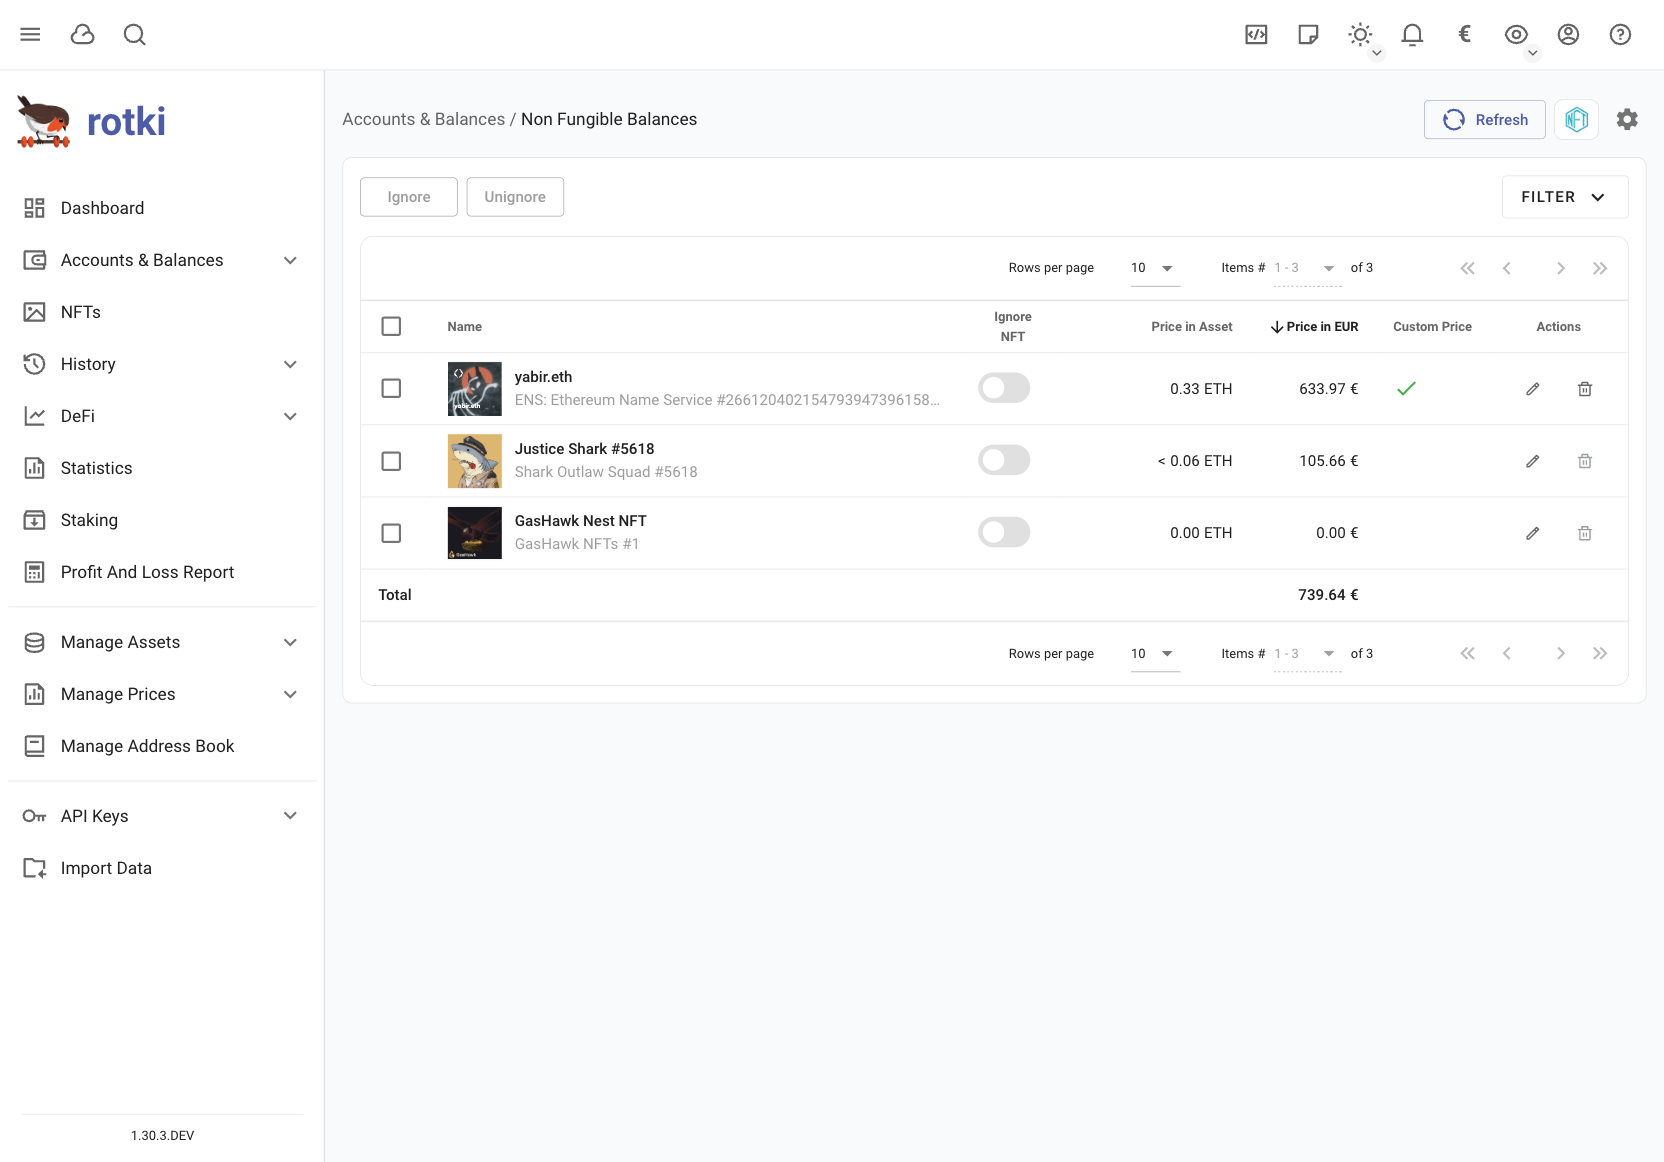 rotki
Dashboard
Accounts & Balances
NFTs
History
DeFi
Statistics
Staking
Profit And Loss Report
Manage Assets
Manage Prices
Manage Address Book
API Keys
Import Data
1.30.3.DEV
€
Accounts & Balances / Non Fungible Balances
Refresh
NFT
Ignore
Unignore
FILTER
Rows per page 10 Items # 1 - 3 of 3
Name
Ignore
NFT
Price in Asset
Price in EUR
Custom Price
Actions
yabir.eth
yabir.eth
ENS: Ethereum Name Service #266120402154793947396158...
0.33 ETH
633.97 €
Justice Shark #5618
Shark Outlaw Squad #5618
< 0.06 ETH
105.66 €
GasHawk
GasHawk Nest NFT
GasHawk NFTs #1
0.00 ETH
0.00 €
Total
739.64 €
Rows per page 10 Items # 1 - 3 of 3